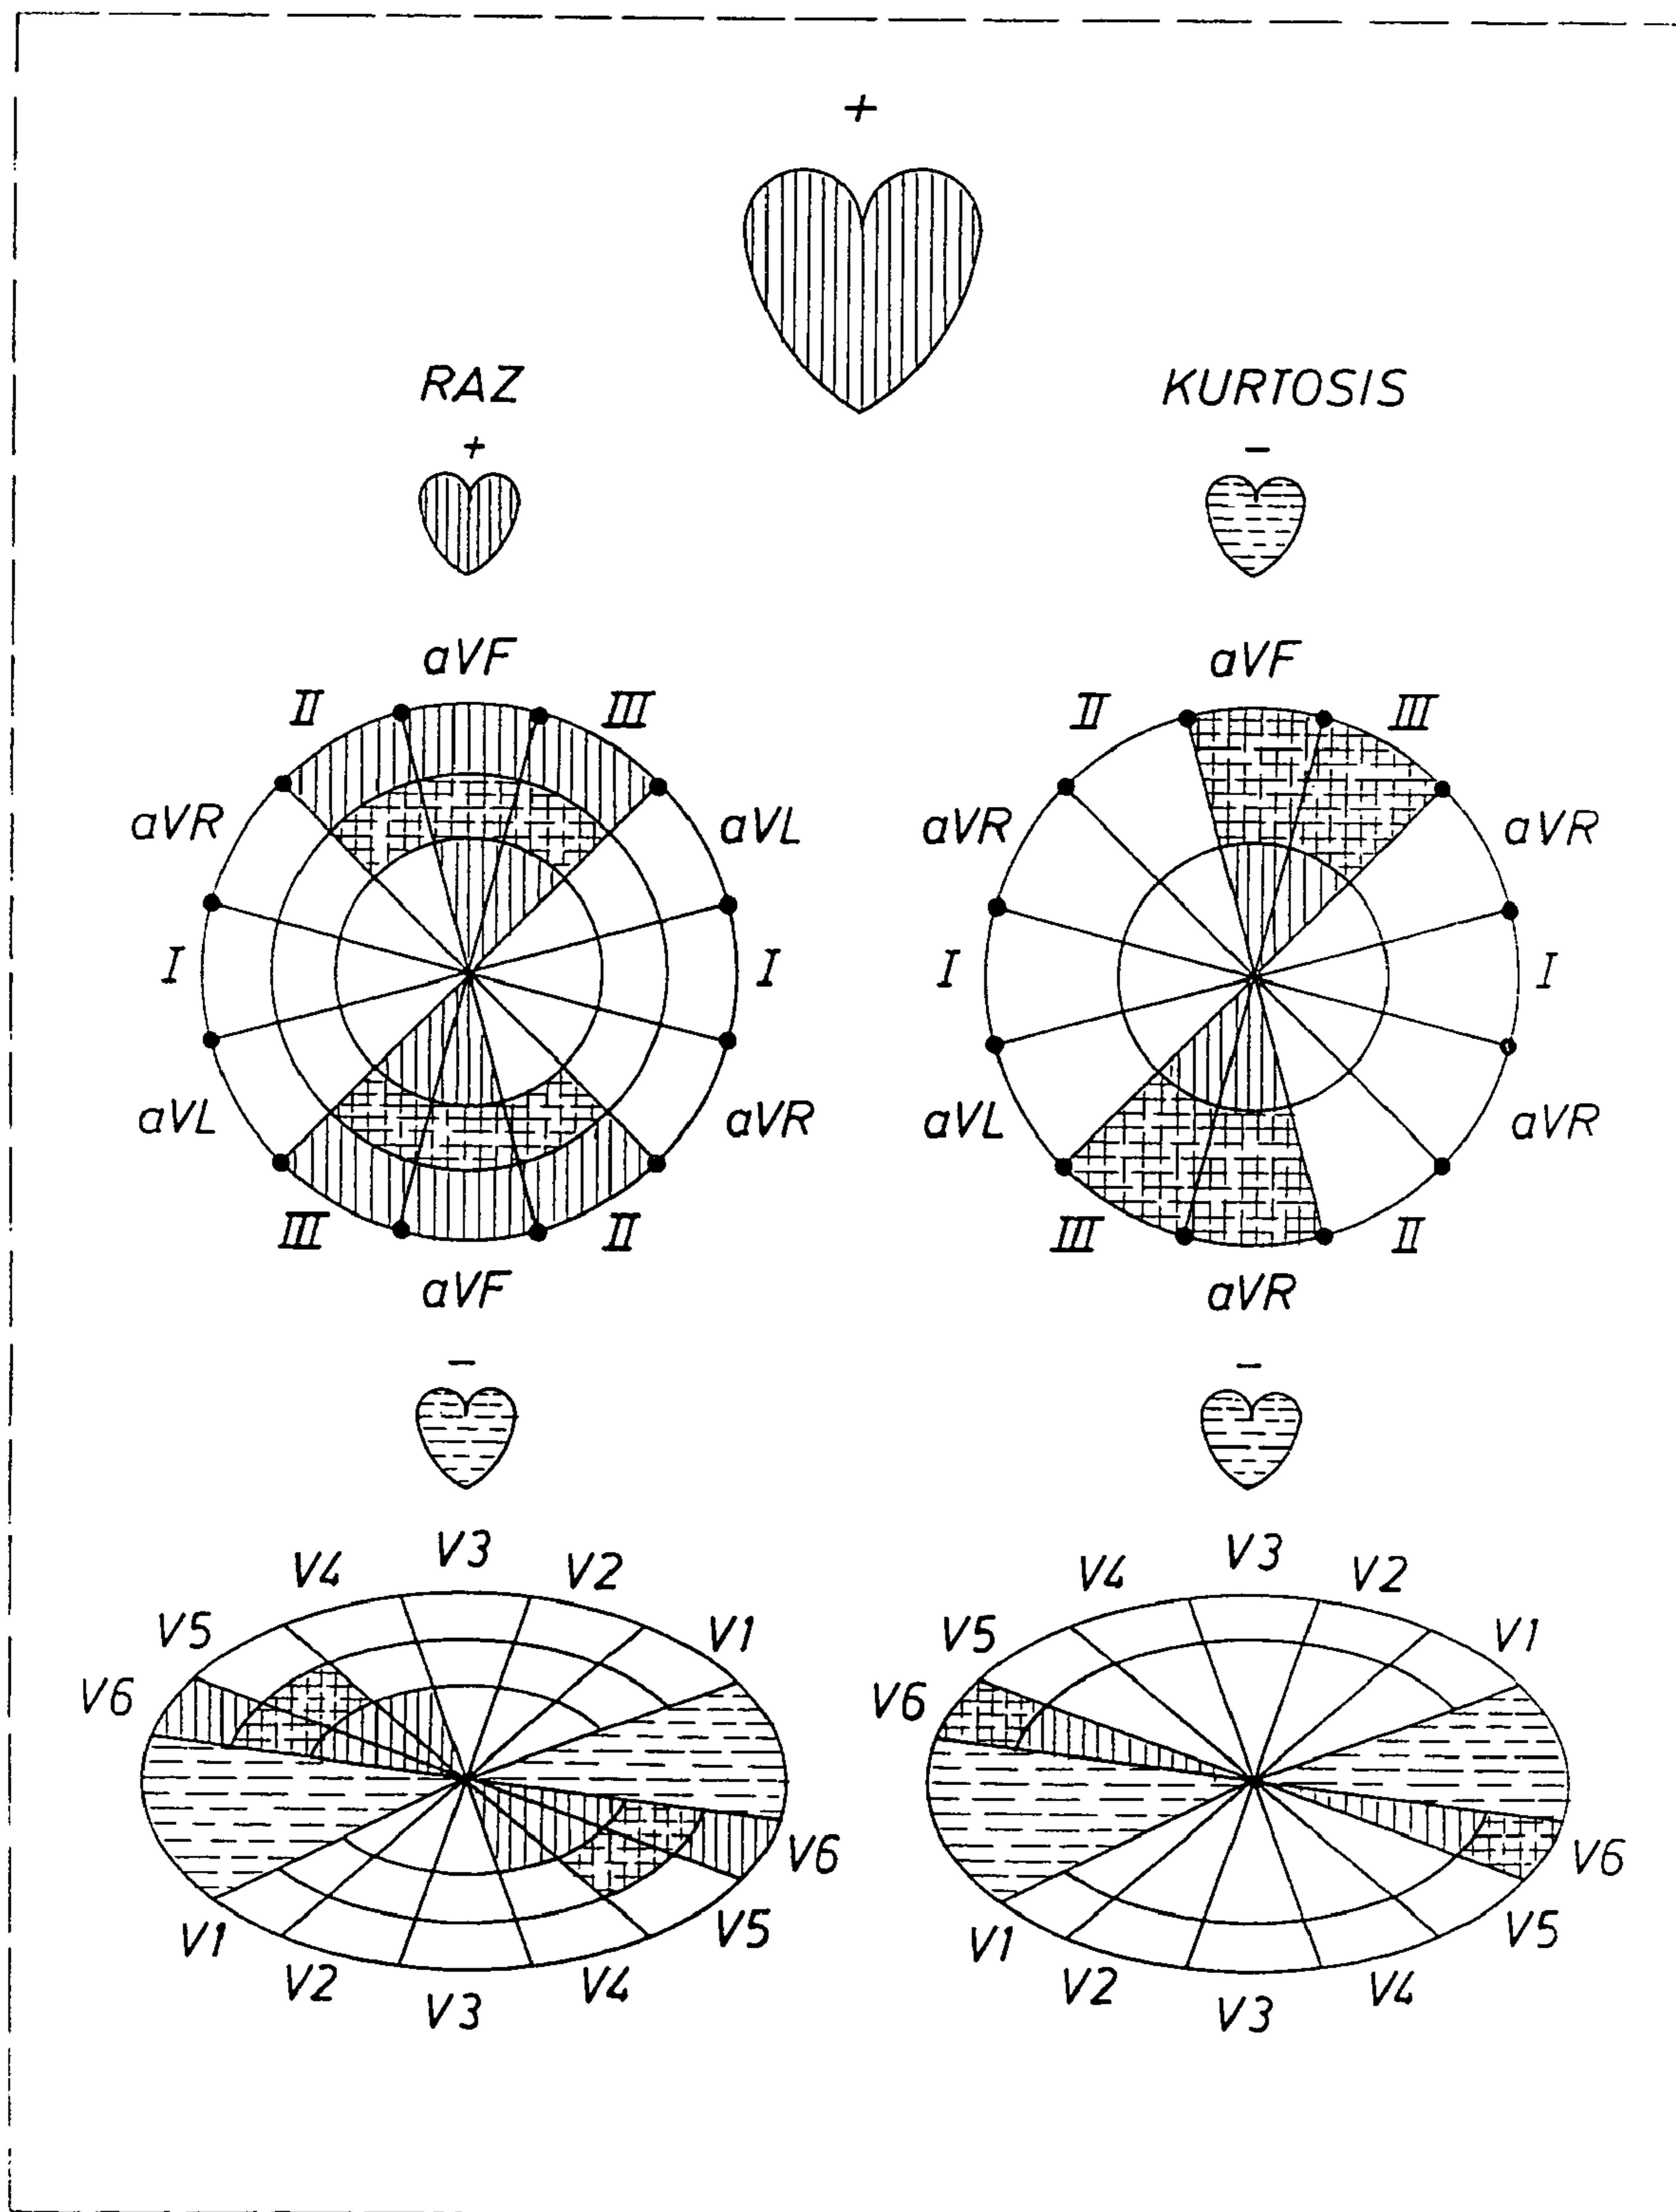 +
RAZ KURTOSIS
+ -
aVF aVF
II III II III
aVR aVL aVR aVR
I I I I
aVL aVR aVL aVR
III II III II
aVF aVR
- -
V3 V3
V4 V2 V4 V2
V5 V1 V5 V1
V6 V6
V6 V6
V1 V5 V1 V5
V2 V4 V2 V4
V3 V3